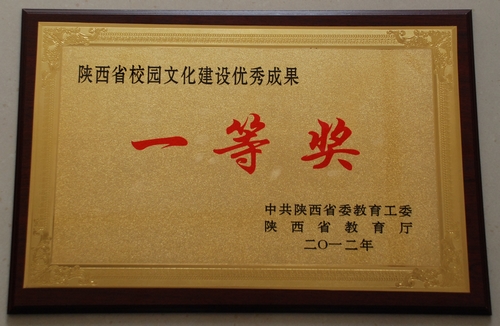 陕西省校园文化建设优秀成果
一等奖
中共陕西省委教育工委
陕西省教育厅
二〇一二年